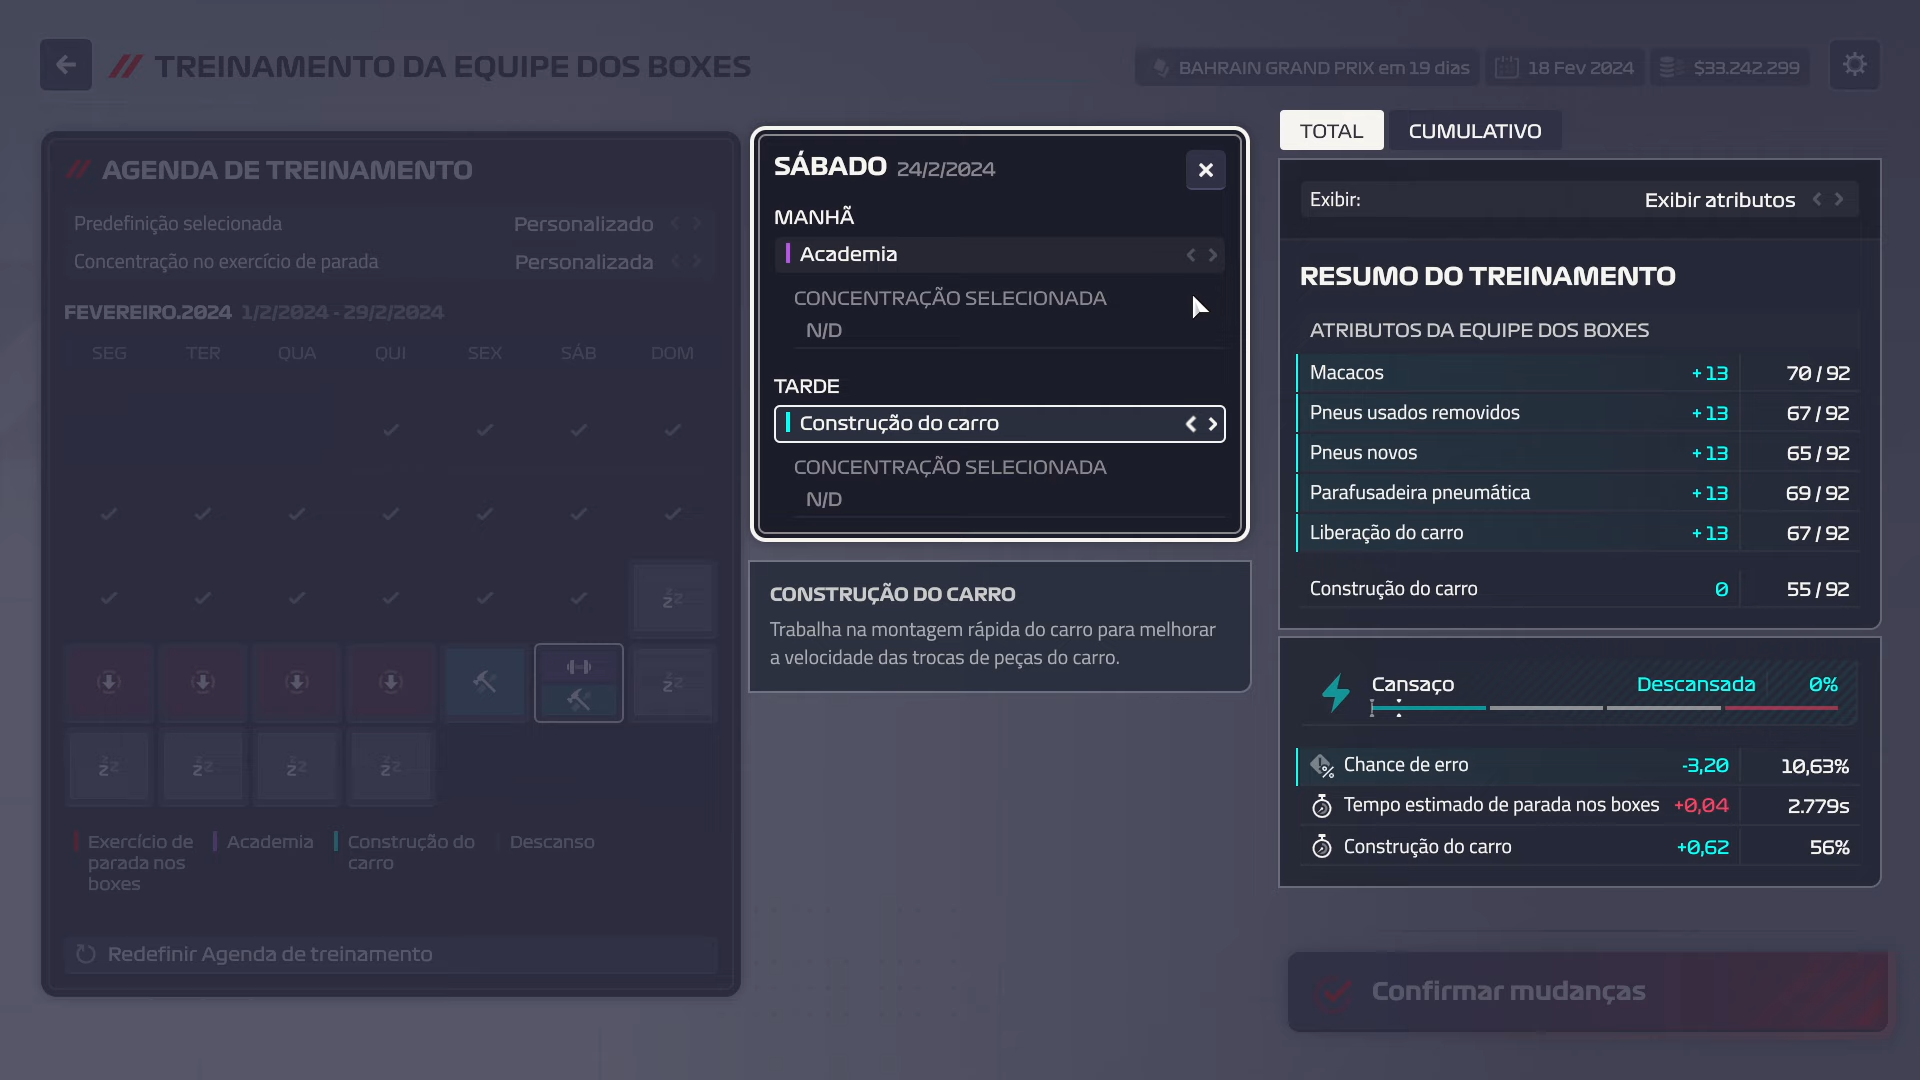 TREINAMENTO DA EQUIPE DOS BOXES
BAHRAIN GRAND PRIX em 19 dias
18 Fev 2024
$33.242.299
AGENDA DE TREINAMENTO
Predefinição selecionada Personalizado
Concentração no exercício de parada Personalizada
FEVEREIRO.2024 1/2/2024 - 29/2/2024
SEG TER QUA QUI SEX SÁB DOM
Exercício de parada nos boxes
Academia
Construção do carro
Descanso
Redefinir Agenda de treinamento
SÁBADO 24/2/2024
MANHÃ
Academia
CONCENTRAÇÃO SELECIONADA
N/D
TARDE
Construção do carro
CONCENTRAÇÃO SELECIONADA
N/D
CONSTRUÇÃO DO CARRO
Trabalha na montagem rápida do carro para melhorar
a velocidade das trocas de peças do carro.
TOTAL CUMULATIVO
Exibir: Exibir atributos
RESUMO DO TREINAMENTO
ATRIBUTOS DA EQUIPE DOS BOXES
Macacos +13 70 / 92
Pneus usados removidos +13 67 / 92
Pneus novos +13 65 / 92
Parafusadeira pneumática +13 69 / 92
Liberação do carro +13 67 / 92
Construção do carro 0 55 / 92
Cansaço Descansada 0%
Chance de erro -3,20 10,63%
Tempo estimado de parada nos boxes +0,04 2.779s
Construção do carro +0,62 56%
Confirmar mudanças